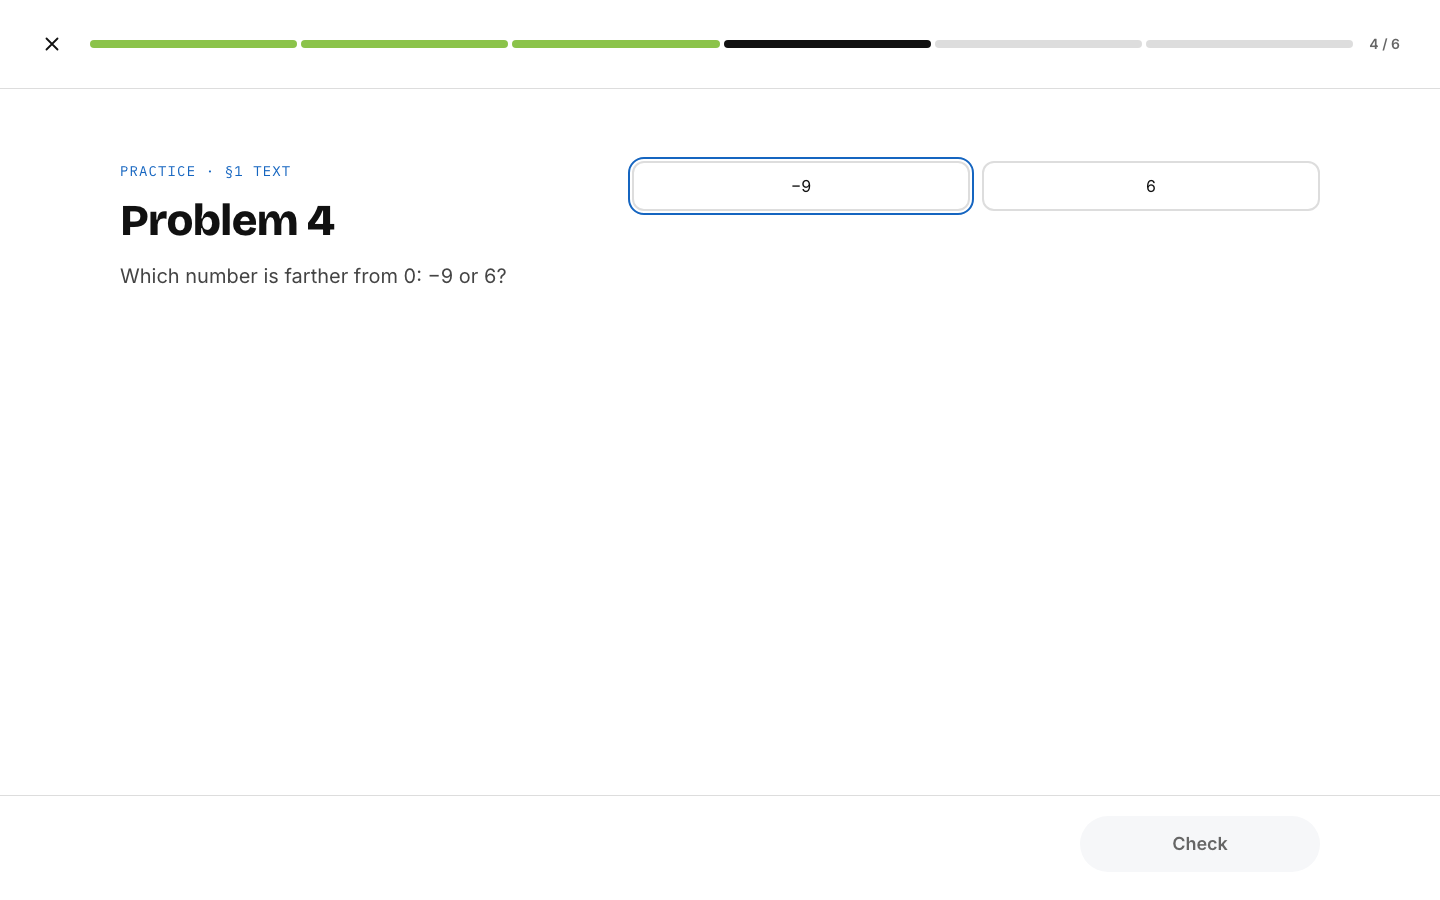 4 / 6
PRACTICE · §1 TEXT
Problem 4
Which number is farther from 0: −9 or 6?
−9
6
Check